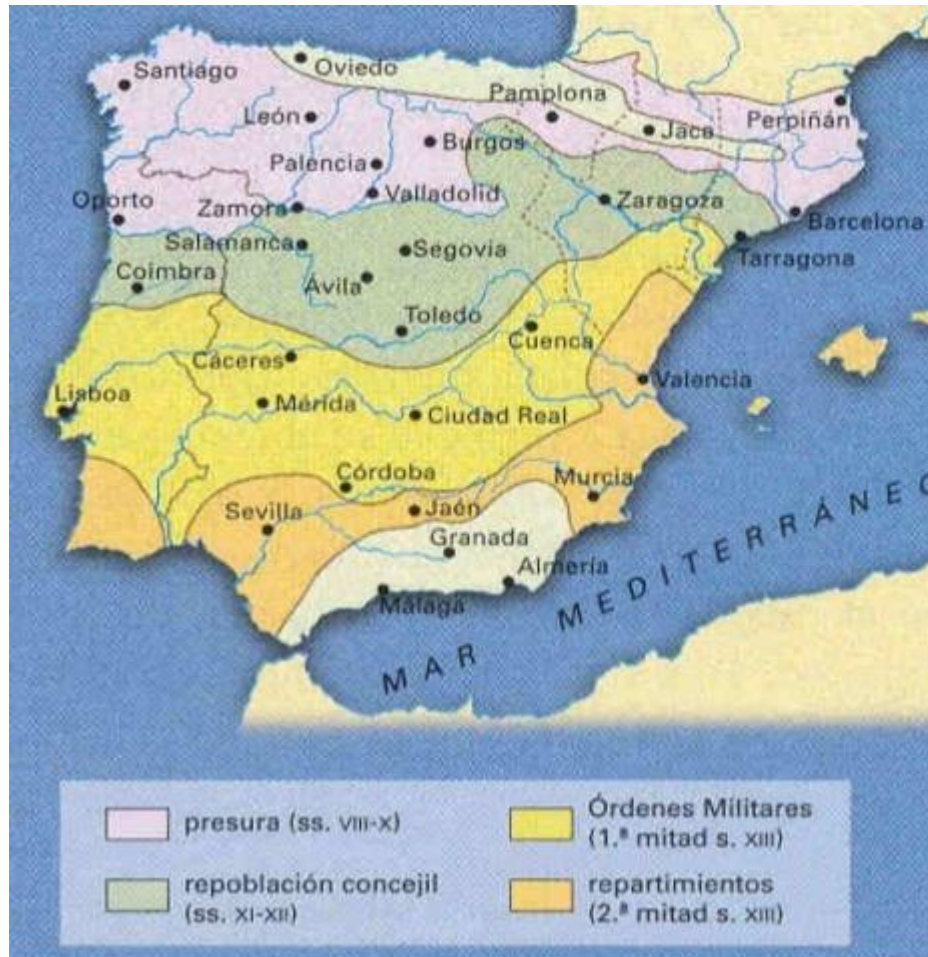 Santiago
Oviedo
León
Pamplona
Jaca
Perpiñán
Burgos
Palencia
Oporto
Zamora
Valladolid
Zaragoza
Barcelona
Salamanca
Segovia
Tarragona
Coimbra
Ávila
Toledo
Cuenca
Cáceres
Lisboa
Mérida
Ciudad Real
Valencia
Córdoba
Murcia
Sevilla
Jaén
Granada
Almería
Málaga
MAR MEDITERRÁNEO
presura (ss. VIII-X)
repoblación concejil
(ss. XI-XII)
Órdenes Militares
(1.ª mitad s. XIII)
repartimientos
(2.ª mitad s. XIII)